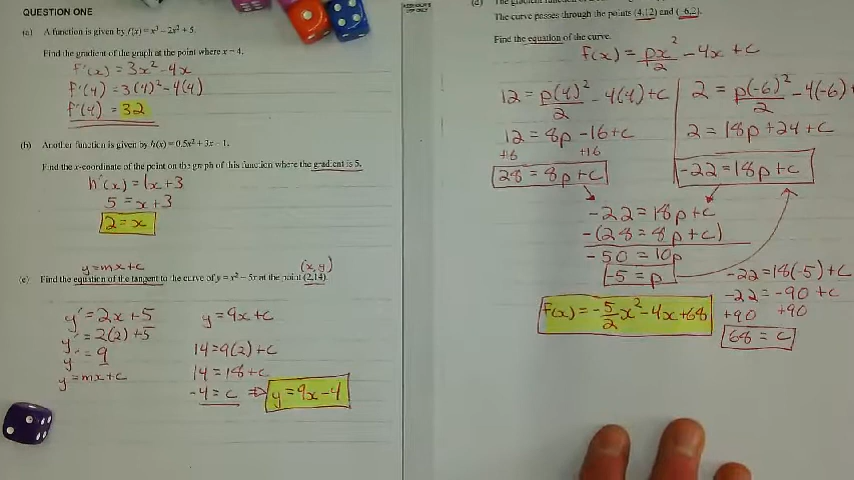 QUESTION ONE
(a) A function is given by f(x) = x³ – 2x² + 5.
Find the gradient of the graph at the point where x = 4.
f'(x) = 3x² - 4x
f'(4) = 3(4)² - 4(4)
f'(4) = 32
(b) Another function is given by h(x) = 0.5x² + 3x – 1.
Find the x-coordinate of the point on the graph of this function where the gradient is 5.
h'(x) = 1x + 3
5 = x + 3
2 = x
y = mx + c
(x, y)
Find the equation of the tangent to the curve of y = x² – 5x at the point (2,14).
y' = 2x + 5
y' = 2(2) + 5
y' = 9
y = mx + c
y = 9x + c
14 = 9(2) + c
14 = 18 + c
-4 = c ⇒ y = 9x - 4
The curve passes through the points (4,12) and (–6,2).
Find the equation of the curve.
f(x) = px²/2 - 4x + c
12 = p(4)²/2 - 4(4) + c
12 = 8p - 16 + c
+16 +16
28 = 8p + c
2 = p(-6)²/2 - 4(-6) +
2 = 18p + 24 + c
-22 = 18p + c
-22 = 18p + c
-(28 = 8p + c)
-50 = 10p
-5 = p
-22 = 18(-5) + c
-22 = -90 + c
+90 +90
68 = c
f(x) = -5/2 x² - 4x + 68